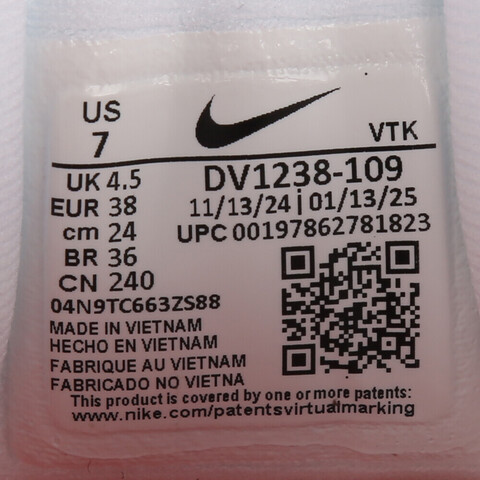 US
7
VTK
UK 4.5
DV1238-109
EUR 38
11/13/24 | 01/13/25
cm 24
UPC 00197862781823
BR 36
CN 240
04N9TC663ZS88
MADE IN VIETNAM
HECHO EN VIETNAM
FABRIQUE AU VIETNAM
FABRICADO NO VIETNA
This product is covered by one or more patents:
www.nike.com/patentsvirtualmarking